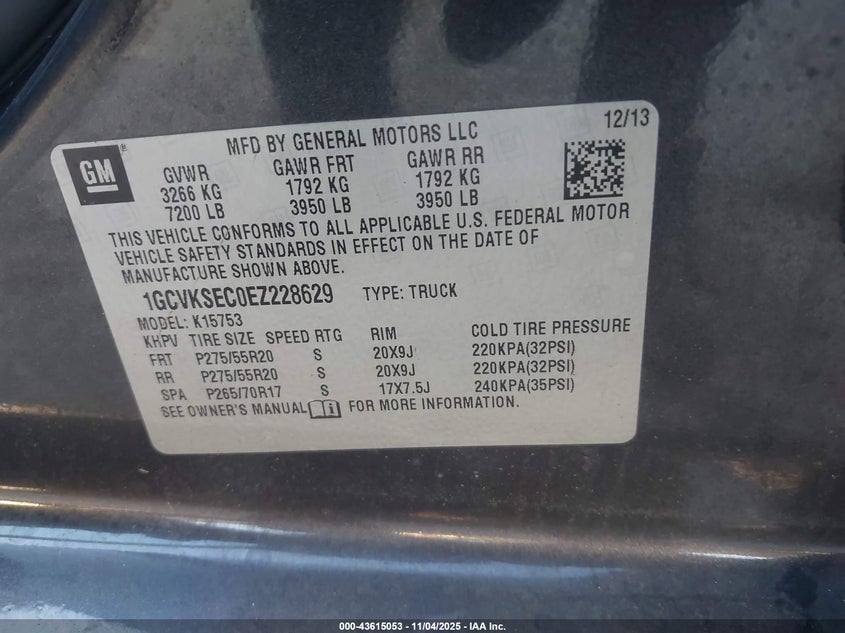 GM
MFD BY GENERAL MOTORS LLC
12/13
GVWR GAWR FRT GAWR RR
3266 KG 1792 KG 1792 KG
7200 LB 3950 LB 3950 LB
THIS VEHICLE CONFORMS TO ALL APPLICABLE U.S. FEDERAL MOTOR
VEHICLE SAFETY STANDARDS IN EFFECT ON THE DATE OF
MANUFACTURE SHOWN ABOVE.
1GCVKSEC0EZ228629 TYPE: TRUCK
MODEL: K15753
KHPV TIRE SIZE SPEED RTG RIM COLD TIRE PRESSURE
FRT P275/55R20 S 20X9J 220KPA(32PSI)
RR P275/55R20 S 20X9J 220KPA(32PSI)
SPA P265/70R17 S 17X7.5J 240KPA(35PSI)
SEE OWNER'S MANUAL FOR MORE INFORMATION.
000-43615053 — 11/04/2025 — IAA Inc.